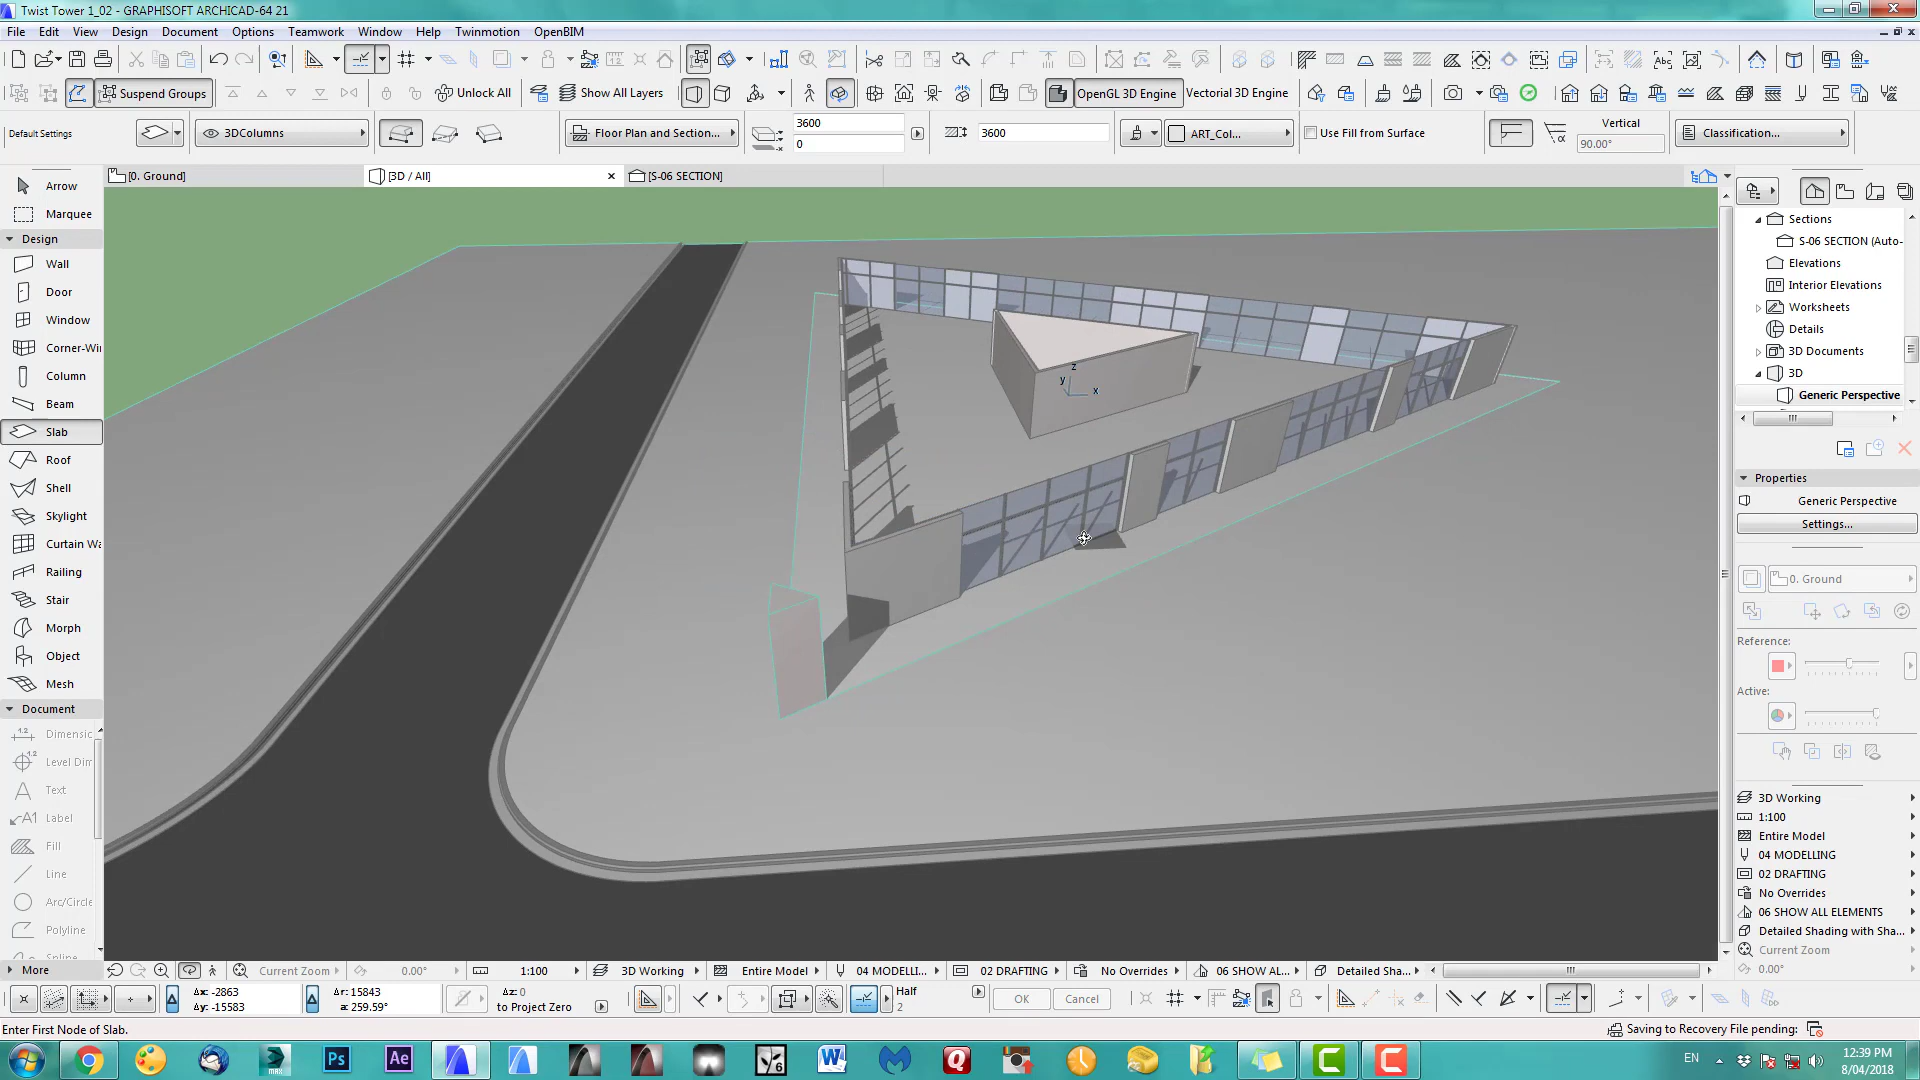 Twist Tower 1_02 - GRAPHISOFT ARCHICAD-64 21
File Edit View Design Document Options Teamwork Window Help Twinmotion OpenBIM
Suspend Groups Unlock All Show All Layers OpenGL 3D Engine Vectorial 3D Engine
Default Settings 3DColumns Floor Plan and Section... 3600 0 3600 ART_Col... Use Fill from Surface Vertical 90.00° Classification...
[0. Ground] [3D / All] [S-06 SECTION]
Arrow
Marquee
Design
Wall
Door
Window
Corner-Wi
Column
Beam
Slab
Roof
Shell
Skylight
Curtain Wa
Railing
Stair
Morph
Object
Mesh
Document
Dimensic
Level Dim
Text
Label
Fill
Line
Arc/Circle
Polyline
Spline
More
z
y
x
Sections
S-06 SECTION (Auto-
Elevations
Interior Elevations
Worksheets
Details
3D Documents
3D
Generic Perspective
Properties
Generic Perspective
Settings...
0. Ground
Reference:
Active:
3D Working
1:100
Entire Model
04 MODELLING
02 DRAFTING
No Overrides
06 SHOW ALL ELEMENTS
Detailed Shading with Sha...
Current Zoom
0.00°
Current Zoom 0.00° 1:100 3D Working Entire Model 04 MODELLI... 02 DRAFTING No Overrides 06 SHOW AL... Detailed Sha...
Δx: -2863 Δr: 15843 Δz: 0 Half
Δy: -15583 a: 259.59° to Project Zero 2 OK Cancel
Enter First Node of Slab. Saving to Recovery File pending:
EN 12:39 PM
8/04/2018